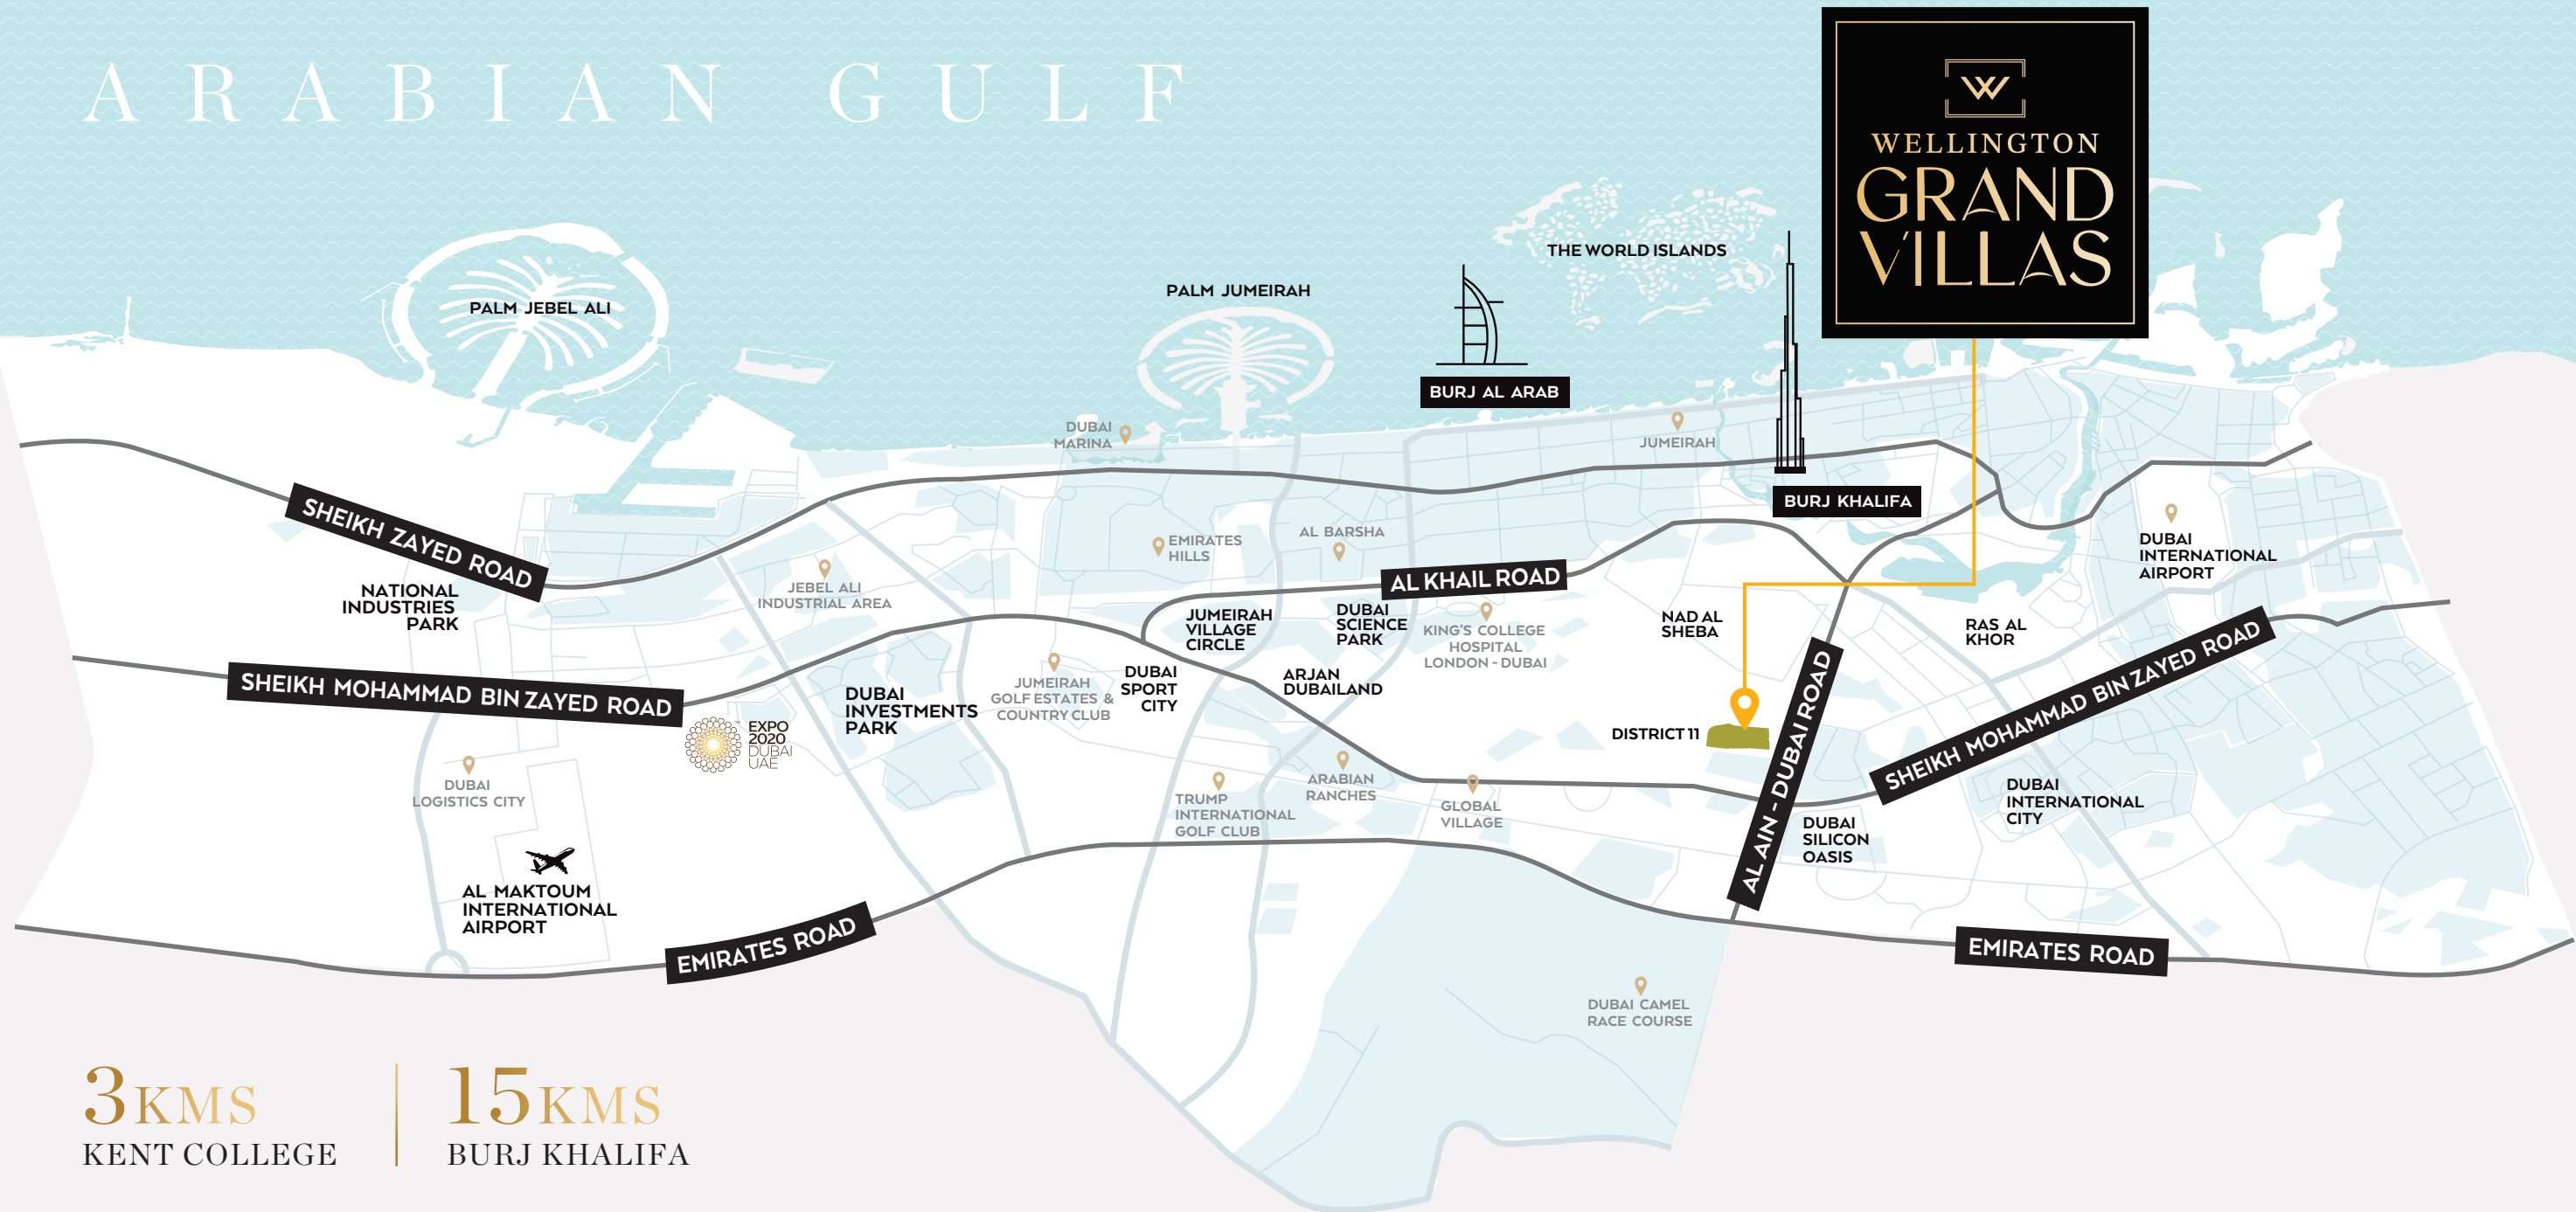 ARABIAN GULF
W
WELLINGTON
GRAND
VILLAS
THE WORLD ISLANDS
PALM JUMEIRAH
PALM JEBEL ALI
BURJ AL ARAB
DUBAI
MARINA
JUMEIRAH
BURJ KHALIFA
SHEIKH ZAYED ROAD
EMIRATES
HILLS
AL BARSHA
DUBAI
INTERNATIONAL
AIRPORT
NATIONAL
INDUSTRIES
PARK
JEBEL ALI
INDUSTRIAL AREA
AL KHAIL ROAD
JUMEIRAH
VILLAGE
CIRCLE
DUBAI
SCIENCE
PARK
KING'S COLLEGE
HOSPITAL
LONDON - DUBAI
NAD AL
SHEBA
RAS AL
KHOR
SHEIKH MOHAMMAD BIN ZAYED ROAD
DUBAI
INVESTMENTS
PARK
JUMEIRAH
GOLF ESTATES &
COUNTRY CLUB
DUBAI
SPORT
CITY
ARJAN
DUBAILAND
DISTRICT 11
AL AIN - DUBAI ROAD
SHEIKH MOHAMMAD BIN ZAYED ROAD
EXPO
2020
DUBAI
UAE
DUBAI
LOGISTICS CITY
TRUMP
INTERNATIONAL
GOLF CLUB
ARABIAN
RANCHES
GLOBAL
VILLAGE
DUBAI
SILICON
OASIS
DUBAI
INTERNATIONAL
CITY
AL MAKTOUM
INTERNATIONAL
AIRPORT
EMIRATES ROAD
EMIRATES ROAD
DUBAI CAMEL
RACE COURSE
3KMS
KENT COLLEGE
15KMS
BURJ KHALIFA